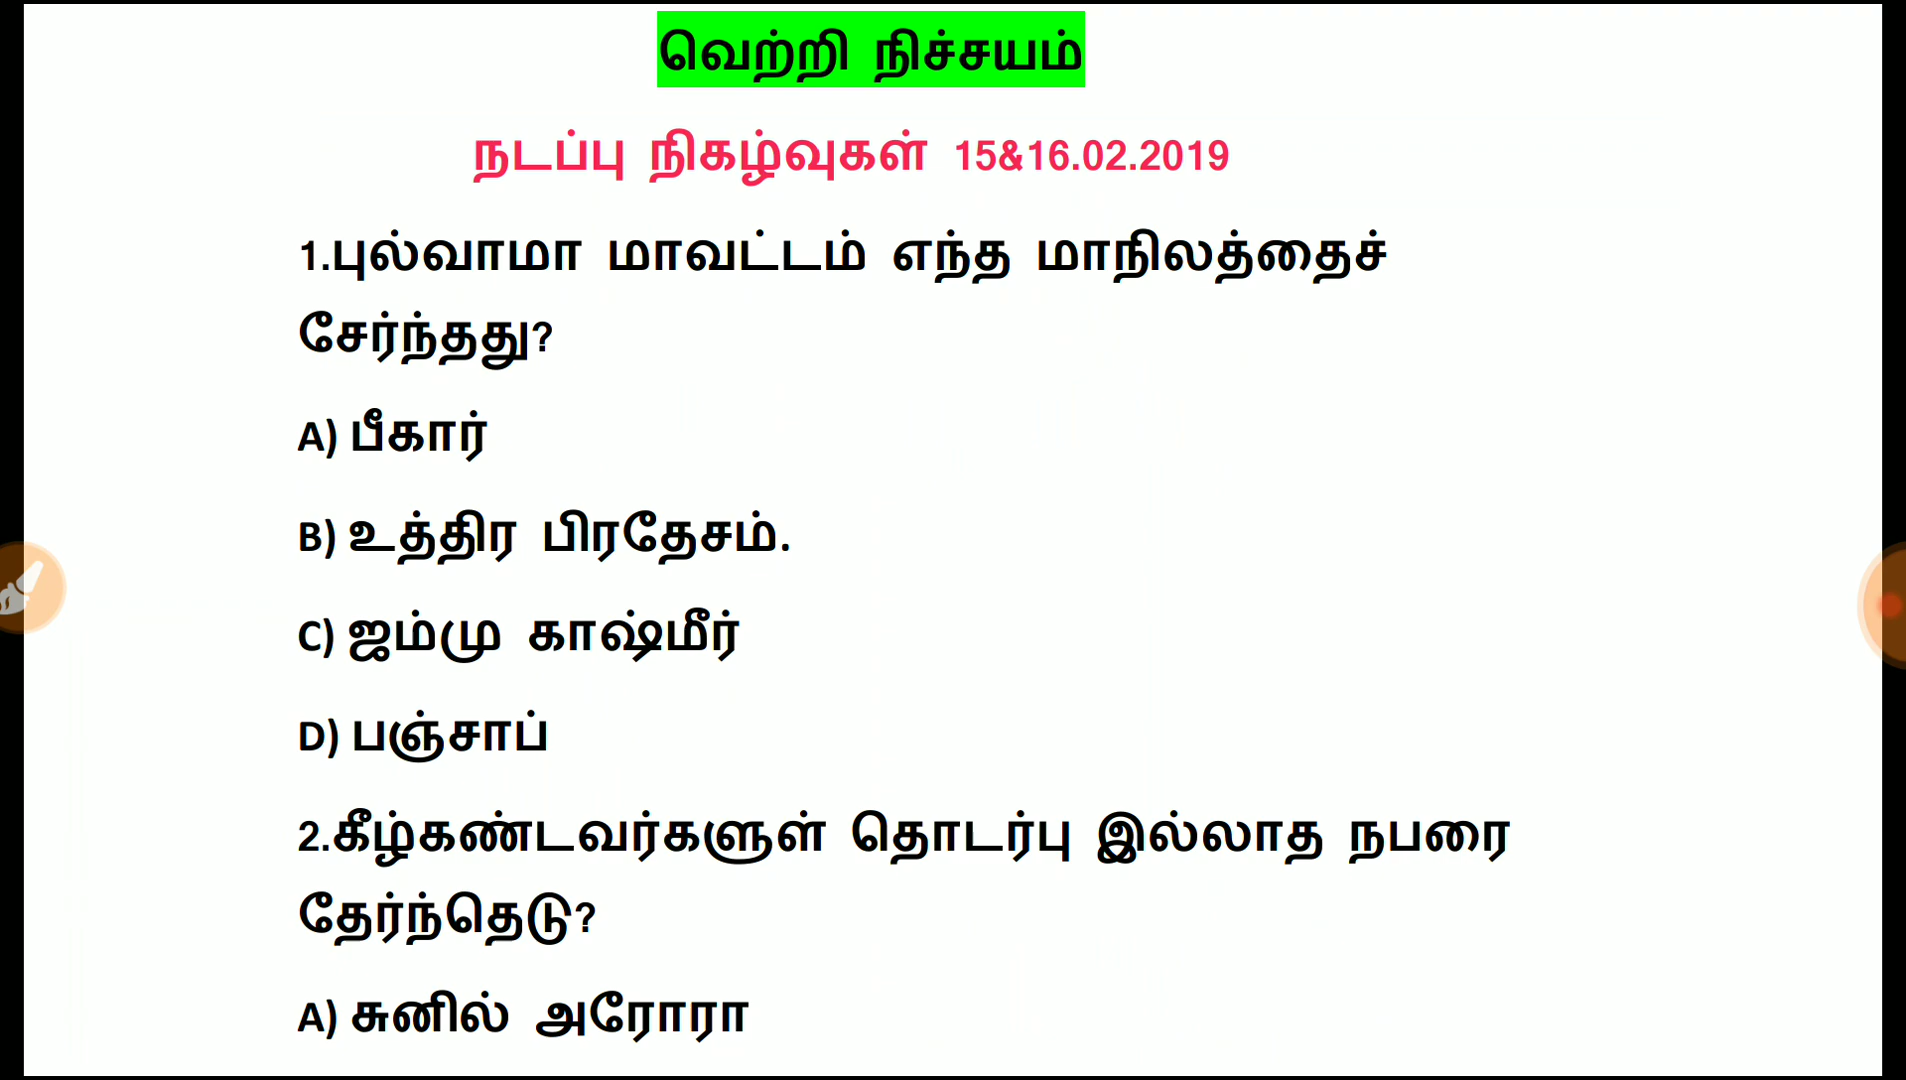 வெற்றி நிச்சயம்
நடப்பு நிகழ்வுகள் 15&16.02.2019
1.புல்வாமா மாவட்டம் எந்த மாநிலத்தைச்
சேர்ந்தது?
A) பீகார்
B) உத்திர பிரதேசம்.
C) ஜம்மு காஷ்மீர்
D) பஞ்சாப்
2.கீழ்கண்டவர்களுள் தொடர்பு இல்லாத நபரை
தேர்ந்தெடு?
A) சுனில் அரோரா